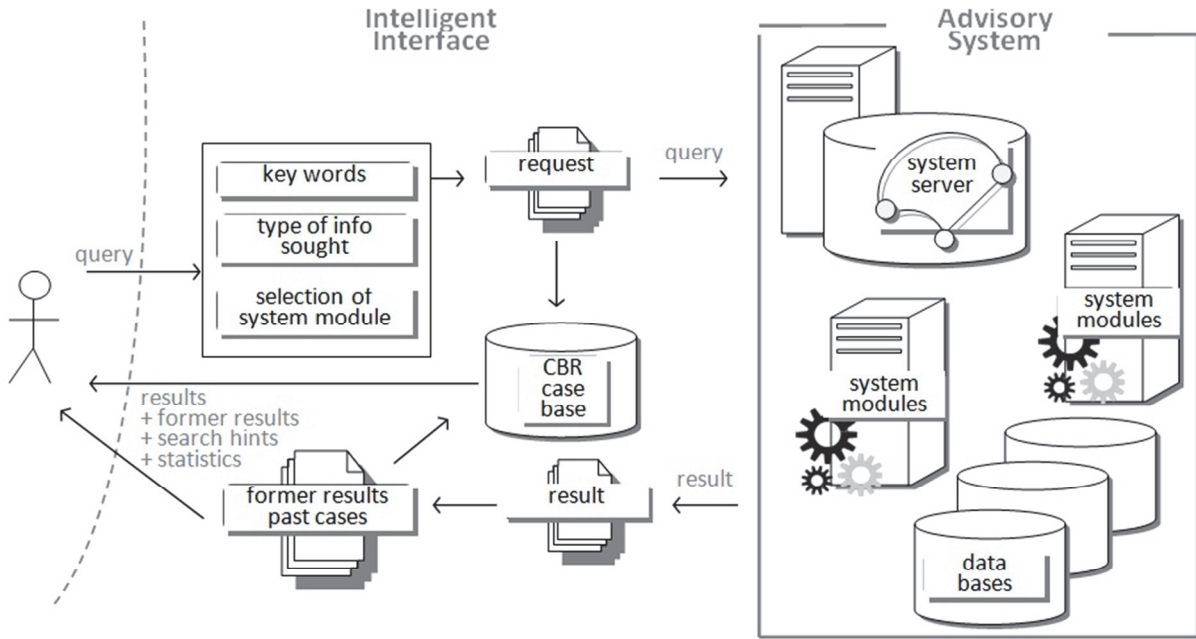 Intelligent
Interface
Advisory
System
request
query
system
server
key words
type of info
sought
query
selection of
system module
system
modules
CBR
case
base
system
modules
results
+ former results
+ search hints
+ statistics
former results
past cases
result
result
data
bases